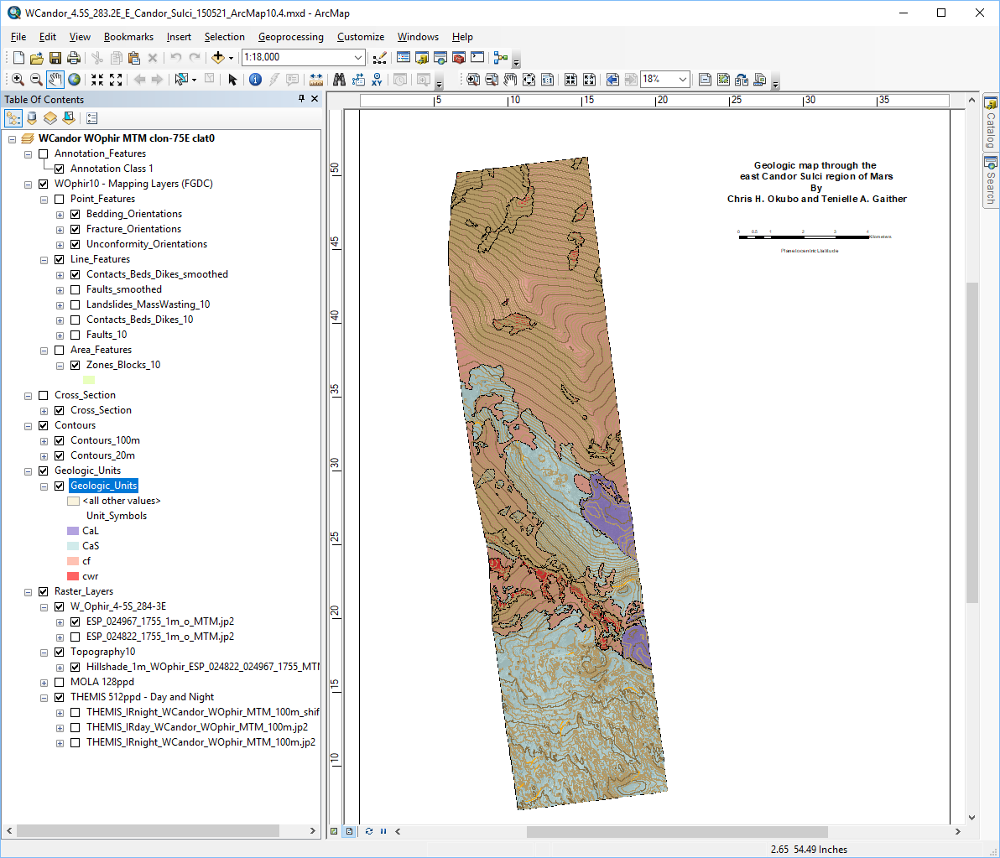 WCandor_4.5S_283.2E_E_Candor_Sulci_150521_ArcMap10.4.mxd - ArcMap
File Edit View Bookmarks Insert Selection Geoprocessing Customize Windows Help
1:18,000
18%
Table Of Contents
WCandor WOphir MTM clon-75E clat0
Annotation_Features
Annotation Class 1
WOphir10 - Mapping Layers (FGDC)
Point_Features
Bedding_Orientations
Fracture_Orientations
Unconformity_Orientations
Line_Features
Contacts_Beds_Dikes_smoothed
Faults_smoothed
Landslides_MassWasting_10
Contacts_Beds_Dikes_10
Faults_10
Area_Features
Zones_Blocks_10
Cross_Section
Cross_Section
Contours
Contours_100m
Contours_20m
Geologic_Units
Geologic_Units
<all other values>
Unit_Symbols
CaL
CaS
cf
cwr
Raster_Layers
W_Ophir_4-5S_284-3E
ESP_024967_1755_1m_o_MTM.jp2
ESP_024822_1755_1m_o_MTM.jp2
Topography10
Hillshade_1m_WOphir_ESP_024822_024967_1755_MTM
MOLA 128ppd
THEMIS 512ppd - Day and Night
THEMIS_IRnight_WCandor_WOphir_MTM_100m_shif
THEMIS_IRday_WCandor_WOphir_MTM_100m.jp2
THEMIS_IRnight_WCandor_WOphir_MTM_100m.jp2
5 10 15 20 25 30 35
50
45
40
35
30
25
20
15
10
Geologic map through the
east Candor Sulci region of Mars
By
Chris H. Okubo and Tenielle A. Gaither
0 0.5 1 2 3 4
Kilometers
Planetocentric Latitude
Catalog
Search
2.65 54.49 Inches